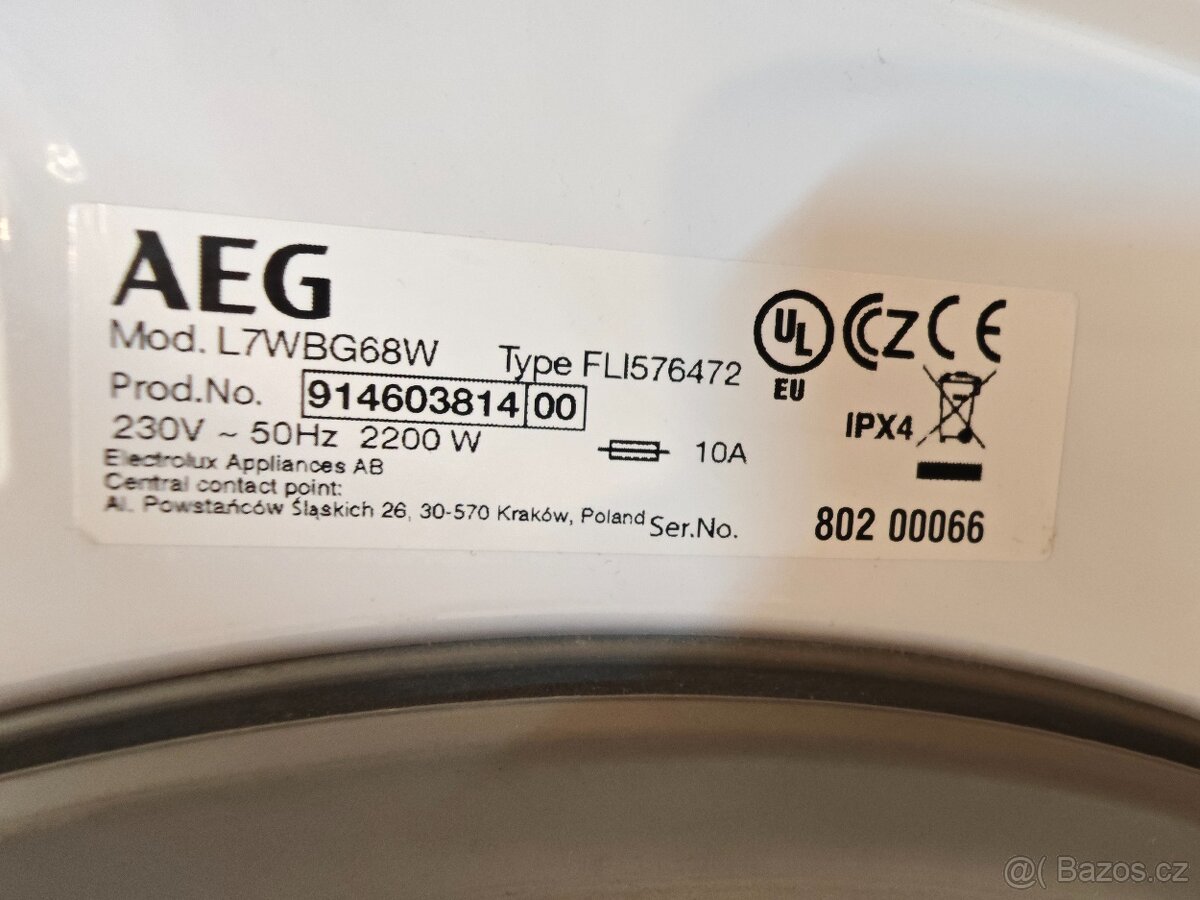 AEG
Mod. L7WBG68W Type FLI576472
Prod.No. 914603814 00
230V ~ 50Hz 2200 W 10A
Electrolux Appliances AB
Central contact point:
Al. Powstańców Śląskich 26, 30-570 Kraków, Poland Ser.No. 802 00066
UL CCZ CE
EU
IPX4
@( Bazos.cz